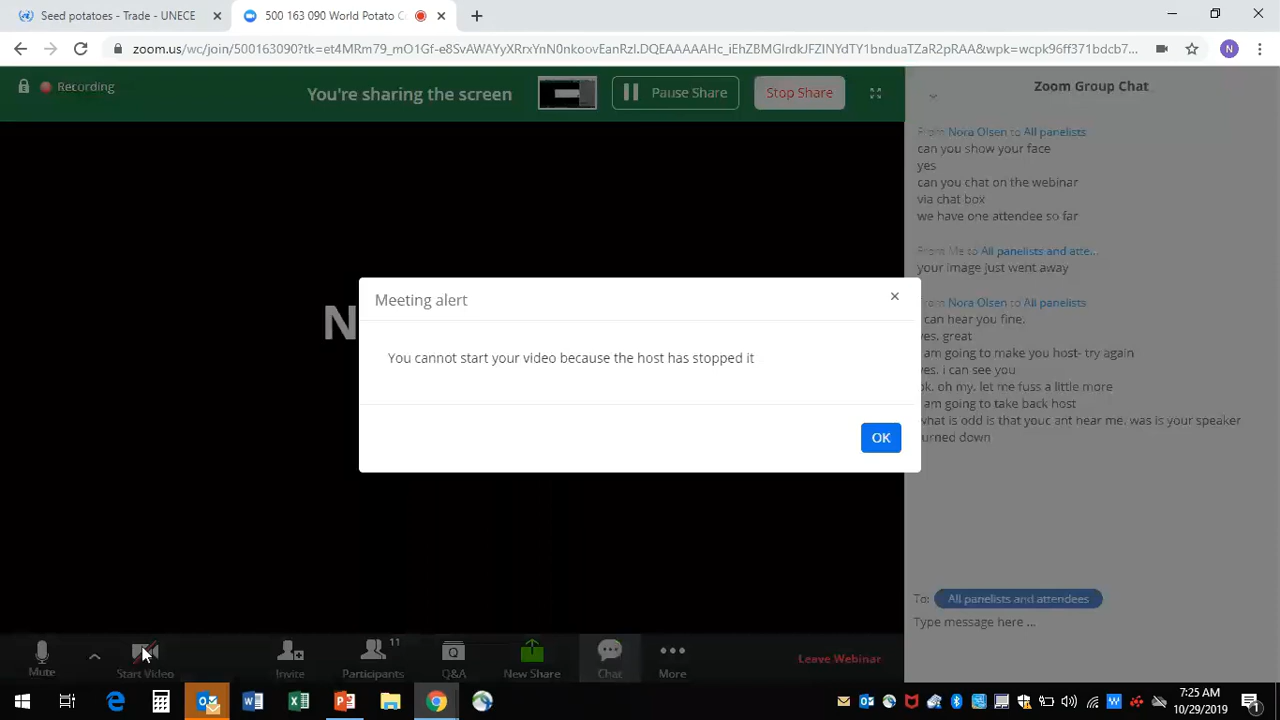 Seed potatoes - Trade - UNECE
500 163 090 World Potato C
zoom.us/wc/join/500163090?tk=et4MRm79_mO1Gf-e8SvAWAYyXRrxYnN0nkoovEanRzI.DQEAAAAAHc_iEhZBMGlrdkJFZlNYdTY1bnduaTZaR2pRAA&wpk=wcpk96ff371bdcb7...
N
Recording
You're sharing the screen
Pause Share
Stop Share
Zoom Group Chat
From Nora Olsen to All panelists
can you show your face
yes
can you chat on the webinar
via chat box
we have one attendee so far
From Me to All panelists and atte...
your image just went away
From Nora Olsen to All panelists
can hear you fine.
yes, great
am going to make you host- try again
yes. i can see you
ok. oh my. let me fuss a little more
am going to take back host
what is odd is that youc ant hear me. was is your speaker
turned down
Meeting alert
×
You cannot start your video because the host has stopped it
OK
N
To: All panelists and attendees
Type message here ...
Mute
Start Video
Invite
Participants
11
Q&A
New Share
Chat
More
Leave Webinar
7:25 AM
10/29/2019
1